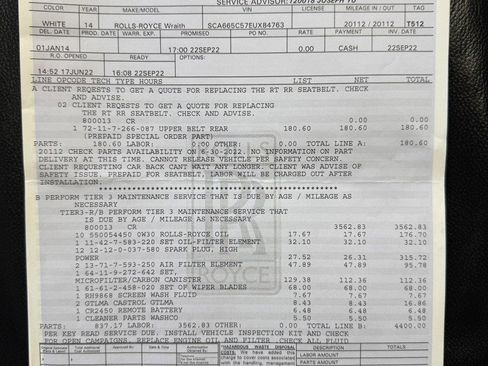 SERVICE ADVISOR: 120018 JOSEPH YU
COLOR YEAR MAKE/MODEL VIN LICENSE MILEAGE IN / OUT TAG
WHITE 14 ROLLS-ROYCE Wraith SCA665C57EUX84763 20112 / 20112 T512
DEL. DATE PROD. DATE WARR. EXP. PROMISED PO NO. RATE PAYMENT INV. DATE
01JAN14 17:00 22SEP22 0.00 CASH 22SEP22
R.O. OPENED READY OPTIONS:
14:52 17JUN22 16:08 22SEP22
LINE OPCODE TECH TYPE HOURS LIST NET TOTAL
A CLIENT REQESTS TO GET A QUOTE FOR REPLACING THE RT RR SEATBELT. CHECK
AND ADVISE.
02 CLIENT REQESTS TO GET A QUOTE FOR REPLACING
THE RT RR SEATBELT. CHECK AND ADVISE.
800013 CR 0.00 0.00
1 72-11-7-266-087 UPPER BELT REAR 180.60 180.60 180.60
(PREPAID SPECIAL ORDER PART)
PARTS: 180.60 LABOR: 0.00 OTHER: 0.00 TOTAL LINE A: 180.60
20112 CHECK PARTS AVAILABILITY ON 6-30-2022. NO INFORMATION ON PART
DELIVERY AT THIS TIME. CANNOT RELEASE VEHICLE PER SAFETY CONCERN.
CLIENT REQUESTING CAR BACK CANT WAIT ANY LONGER. CLIENT WAS ADVISE OF
SAFETY ISSUE. PREPAID FOR SEATBELT. LABOR WILL BE CHARGED OUT AFTER
INSTALLATION.
B PERFORM TIER 3 MAINTENANCE SERVICE THAT IS DUE BY AGE / MILEAGE AS
NECESSARY
TIER3-R/B PERFORM TIER 3 MAINTENANCE SERVICE THAT
IS DUE BY AGE / MILEAGE AS NECESSARY.
800013 CR 3562.83 3562.83
10 550054450 0W30 ROLLS-ROYCE OIL 17.67 17.67 176.70
1 11-42-7-583-220 SET OIL-FILTER ELEMENT 32.10 32.10 32.10
12 12-12-0-037-580 SPARK PLUG, HIGH
POWER 27.52 26.31 315.72
2 13-71-7-593-250 AIR FILTER ELEMENT 47.89 47.89 95.78
1 64-11-9-272-642 SET,
MICROFILTER/CARBON CANISTER 129.38 112.36 112.36
1 61-61-2-458-020 SET OF WIPER BLADES 68.00 68.00 68.00
1 RH9868 SCREEN WASH FLUID 7.67 7.67 7.67
2 OTLMA CASTROL OTLMA 8.43 8.43 16.86
1 CR2450 REMOTE BATTERY 6.48 6.48 6.48
1 CLEANER PARTS WASHCO 5.50 5.50 5.50
PARTS: 837.17 LABOR: 3562.83 OTHER: 0.00 TOTAL LINE B: 4400.00
PER KEY READ SERVICE DUE. INSTALL VEHICLE INSPECTION KIT AND CHECK
FOR OPEN CAMPAIGNS. REPLACE ENGINE OIL AND FILTER. CHECK ALL FLUID
DESCRIPTION TOTALS
LABOR AMOUNT
PARTS AMOUNT
ROYCE